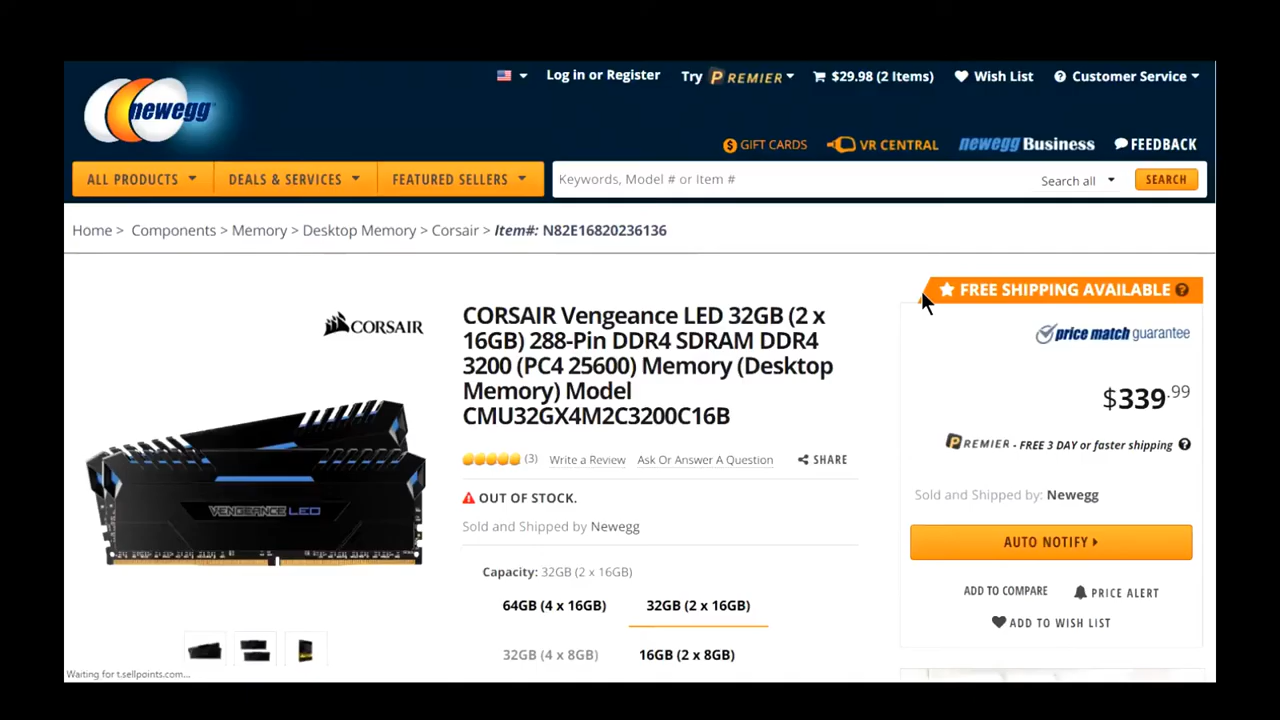 Log in or Register
Try PREMIER
$29.98 (2 Items)
Wish List
Customer Service
newegg
GIFT CARDS
VR CENTRAL
newegg Business
FEEDBACK
ALL PRODUCTS
DEALS & SERVICES
FEATURED SELLERS
Keywords, Model # or Item #
Search all
SEARCH
Home > Components > Memory > Desktop Memory > Corsair > Item#: N82E16820236136
FREE SHIPPING AVAILABLE ?
CORSAIR
CORSAIR Vengeance LED 32GB (2 x
16GB) 288-Pin DDR4 SDRAM DDR4
3200 (PC4 25600) Memory (Desktop
Memory) Model
CMU32GX4M2C3200C16B
price match guarantee
$339.99
PREMIER - FREE 3 DAY or faster shipping ?
(3) Write a Review Ask Or Answer A Question SHARE
OUT OF STOCK.
Sold and Shipped by Newegg
Sold and Shipped by: Newegg
VENGEANCE LED
AUTO NOTIFY
Capacity: 32GB (2 x 16GB)
ADD TO COMPARE
PRICE ALERT
64GB (4 x 16GB)
32GB (2 x 16GB)
ADD TO WISH LIST
32GB (4 x 8GB)
16GB (2 x 8GB)
Waiting for t.sellpoints.com...